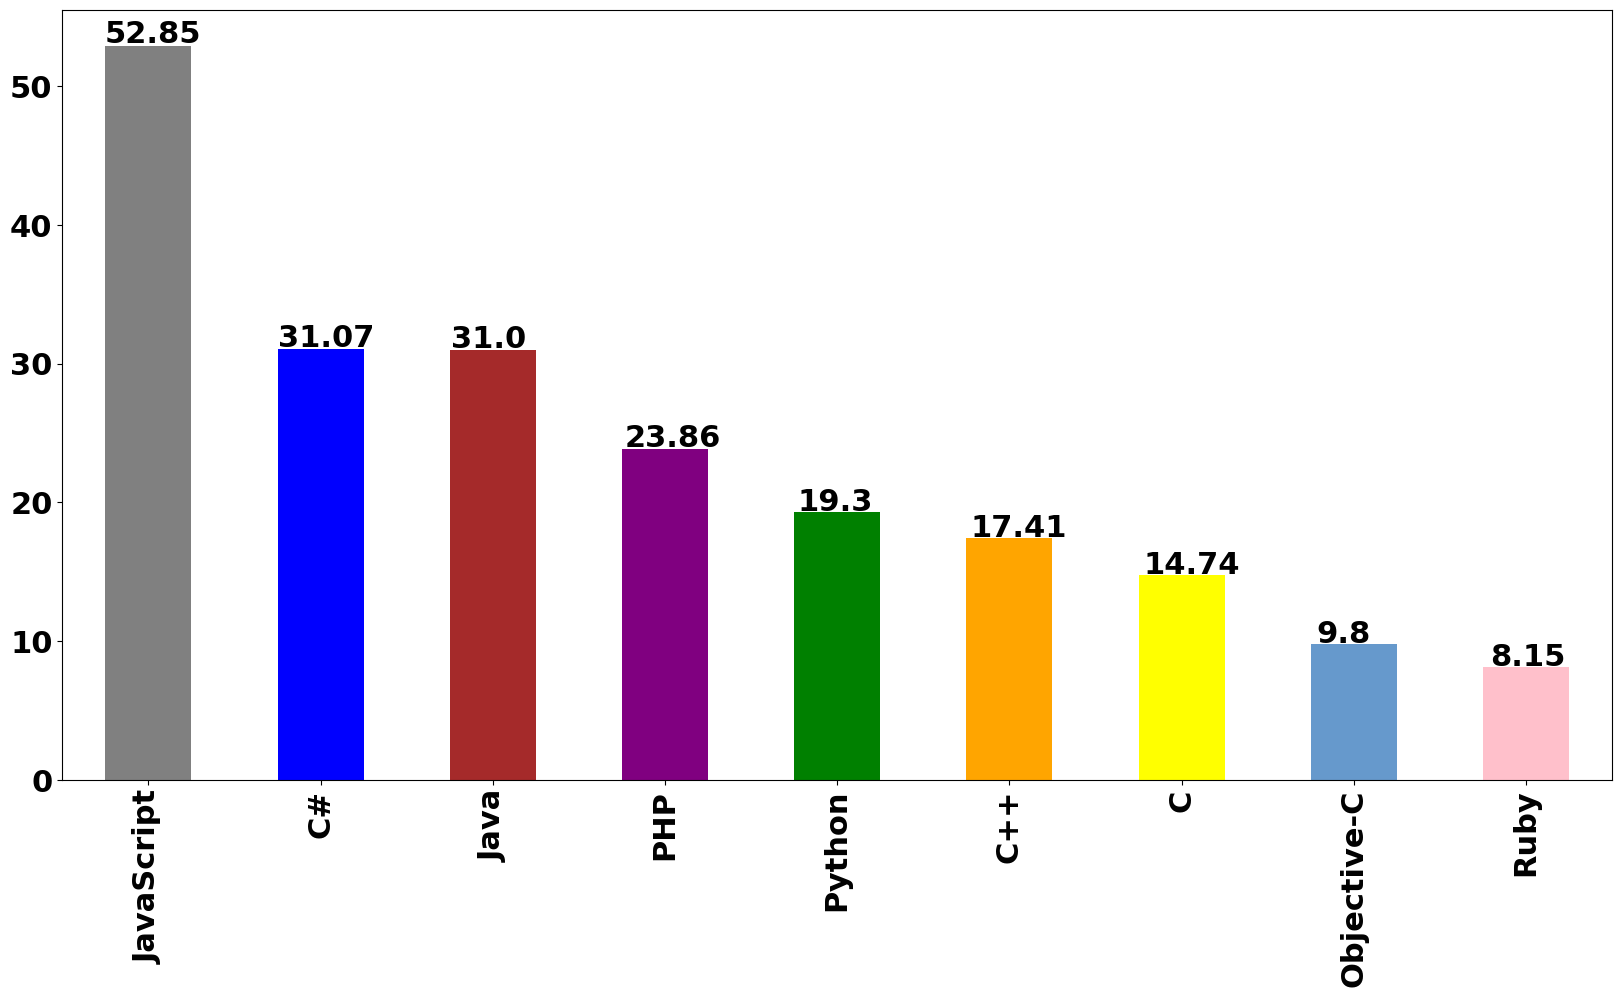 52.85
50
40
31.07
31.0
30
23.86
20
19.3
17.41
14.74
10
9.8
8.15
0
JavaScript
C#
Java
PHP
Python
C++
C
Objective-C
Ruby